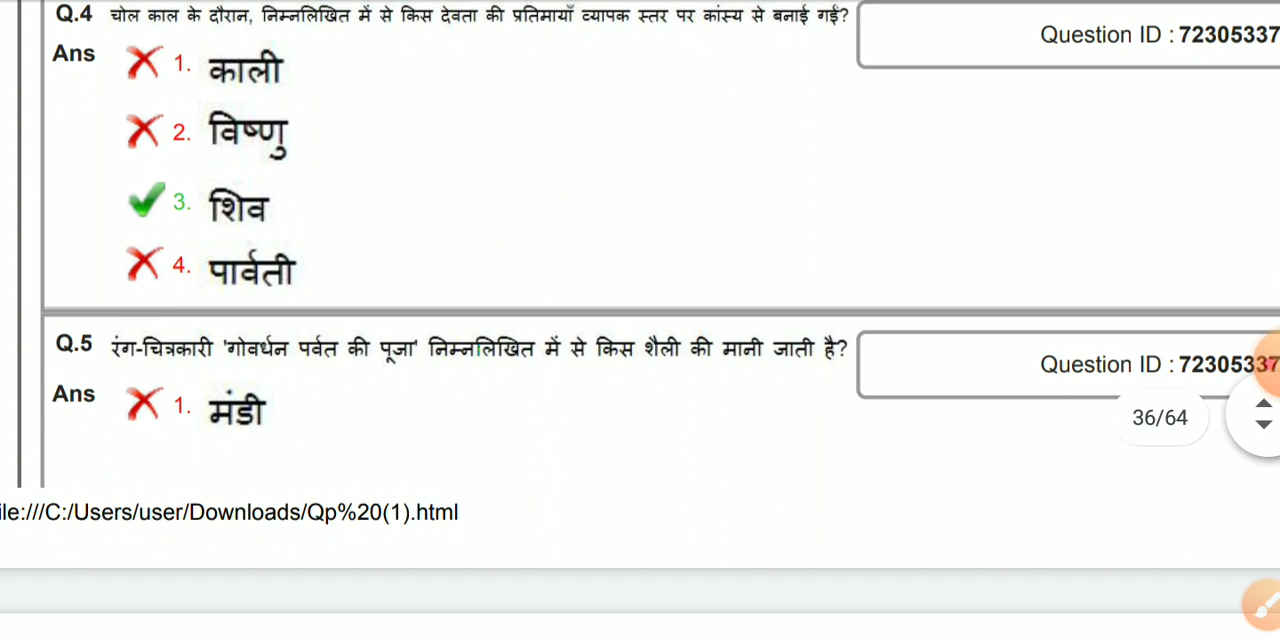 Q.4 चोल काल के दौरान, निम्नलिखित में से किस देवता की प्रतिमायाँ व्यापक स्तर पर कांस्य से बनाई गईं?
Question ID : 72305337
Ans
1. काली
2. विष्णु
3. शिव
4. पार्वती
Q.5 रंग-चित्रकारी 'गोवर्धन पर्वत की पूजा' निम्नलिखित में से किस शैली की मानी जाती है?
Question ID : 72305337
Ans
1. मंडी
36/64
ile:///C:/Users/user/Downloads/Qp%20(1).html